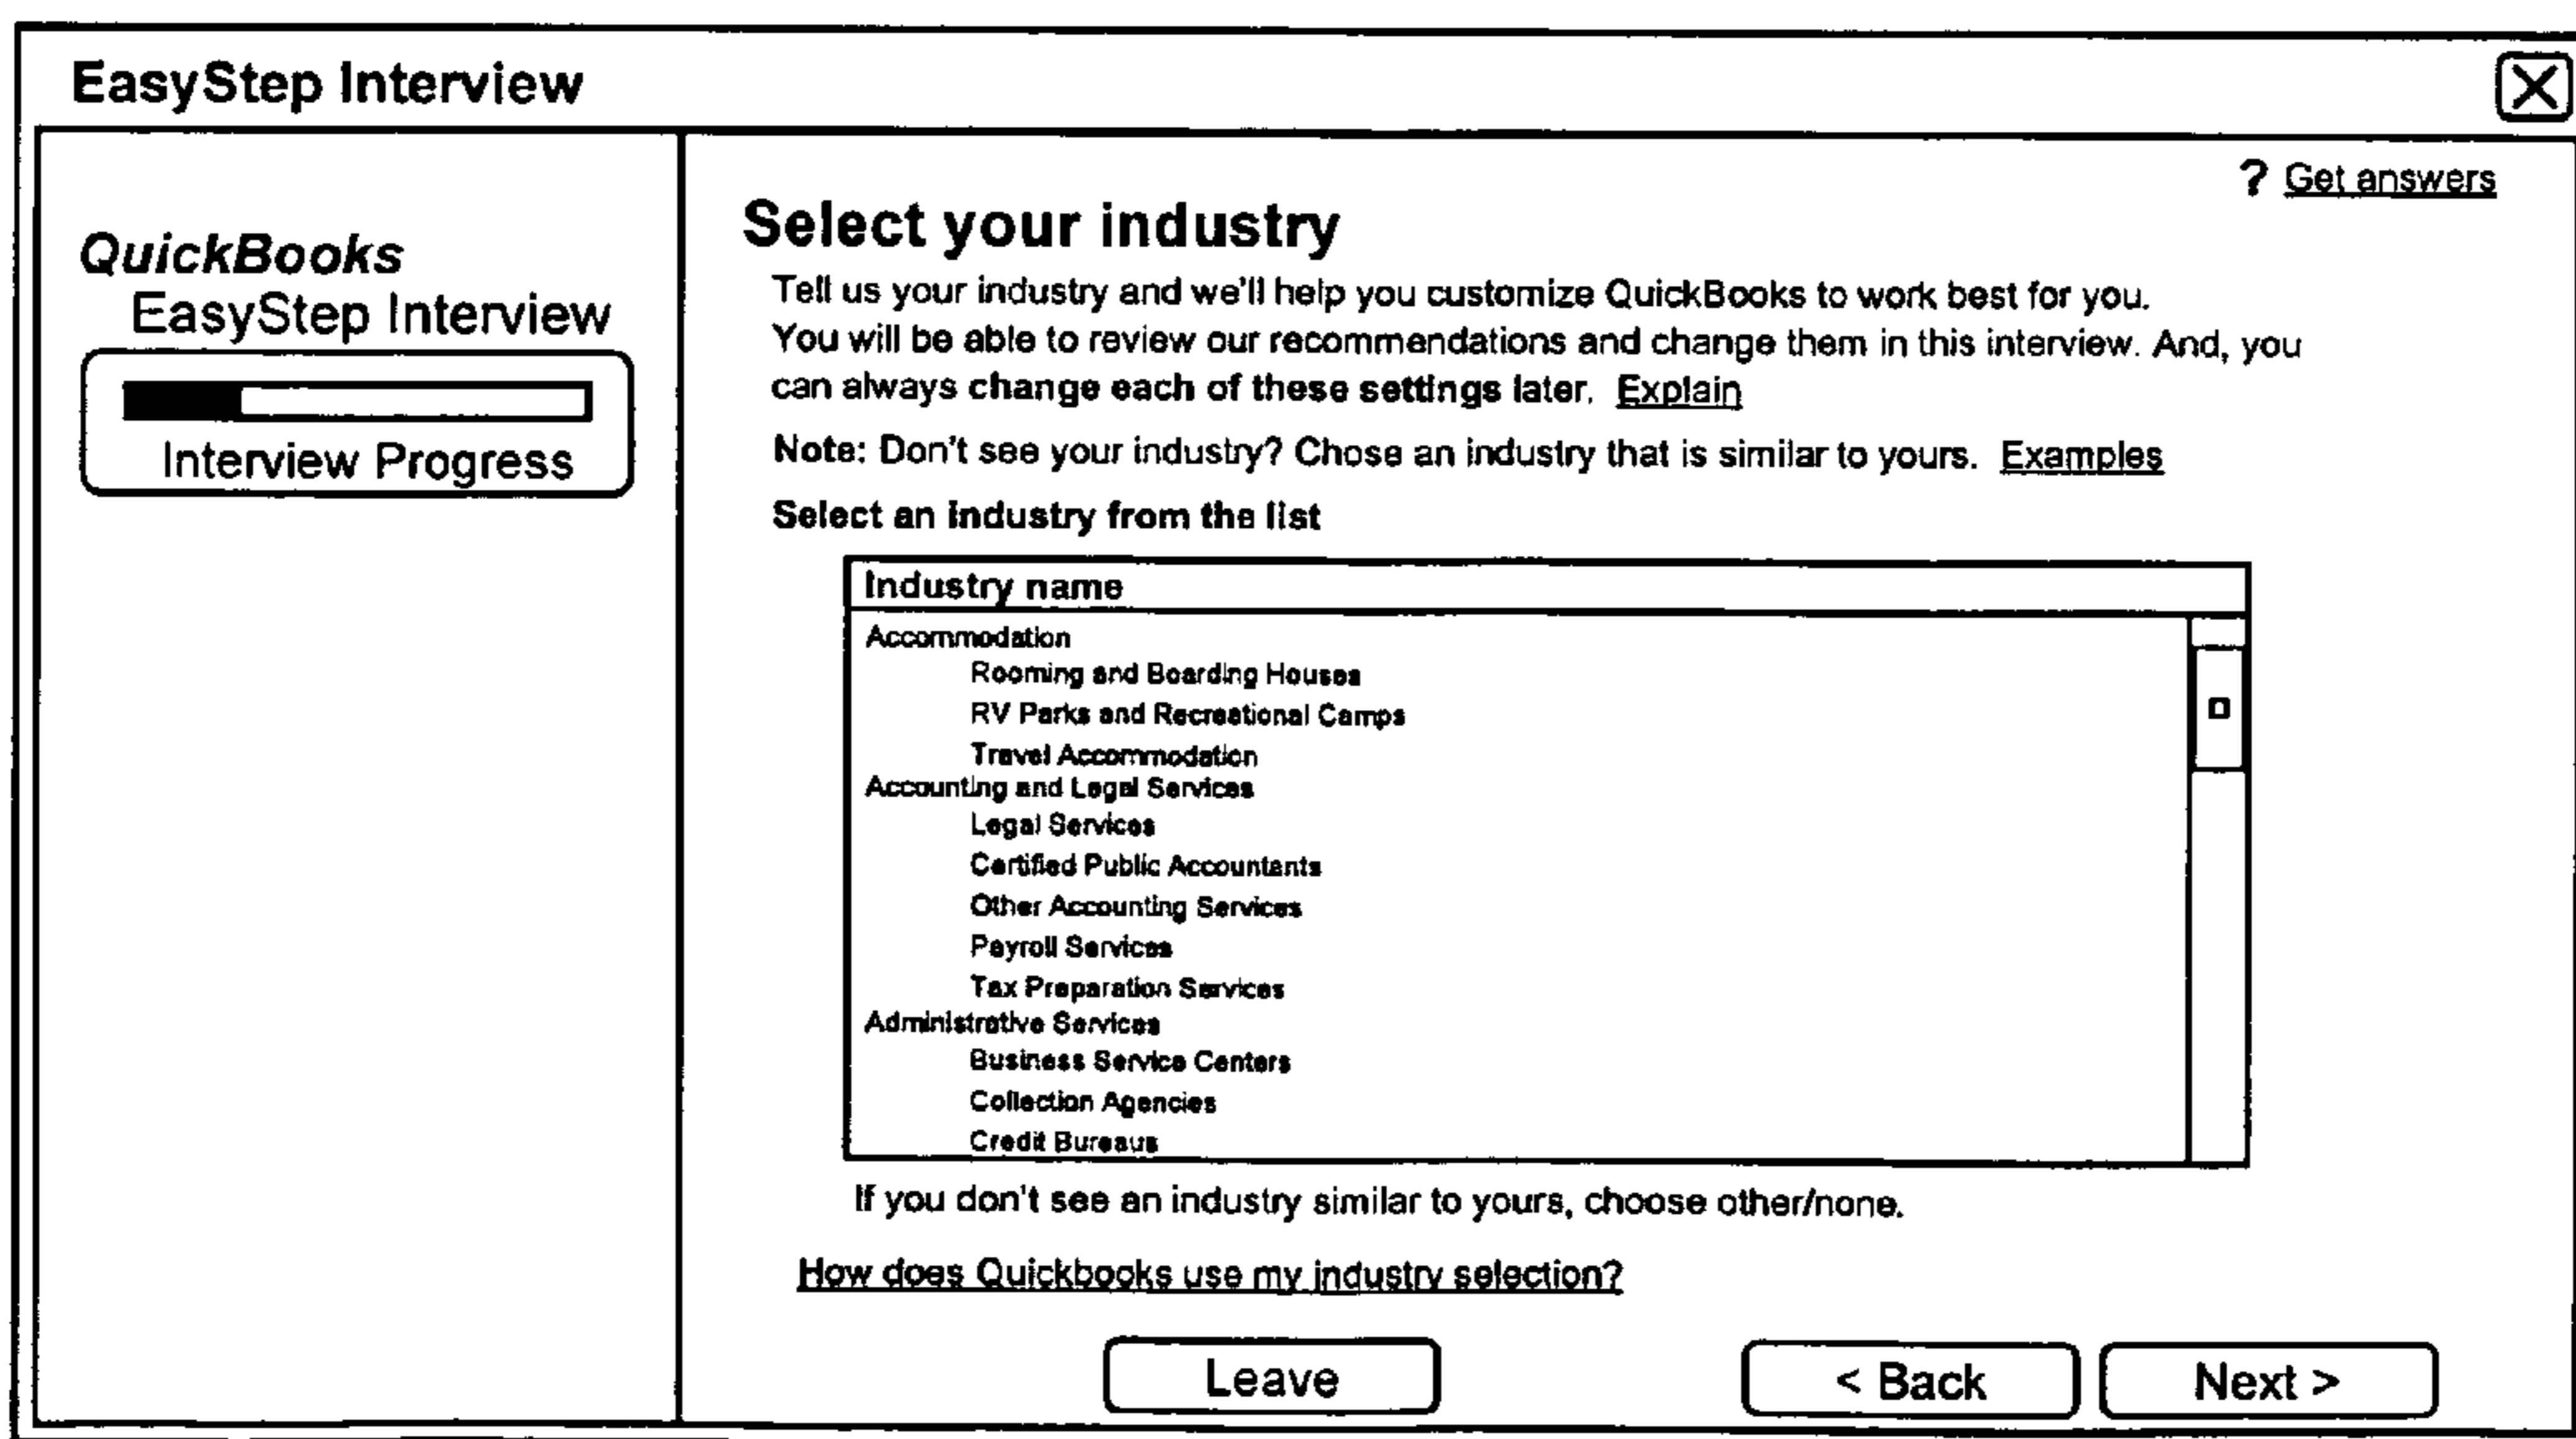 EasyStep Interview
QuickBooks
EasyStep Interview
Interview Progress
? Get answers
Select your industry
Tell us your industry and we'll help you customize QuickBooks to work best for you.
You will be able to review our recommendations and change them in this interview. And, you
can always change each of these settings later. Explain
Note: Don't see your industry? Chose an industry that is similar to yours. Examples
Select an industry from the list
Industry name
Accommodation
Rooming and Boarding Houses
RV Parks and Recreational Camps
Travel Accommodation
Accounting and Legal Services
Legal Services
Certified Public Accountants
Other Accounting Services
Payroll Services
Tax Preparation Services
Administrative Services
Business Service Centers
Collection Agencies
Credit Bureaus
If you don't see an industry similar to yours, choose other/none.
How does Quickbooks use my industry selection?
Leave
< Back
Next >